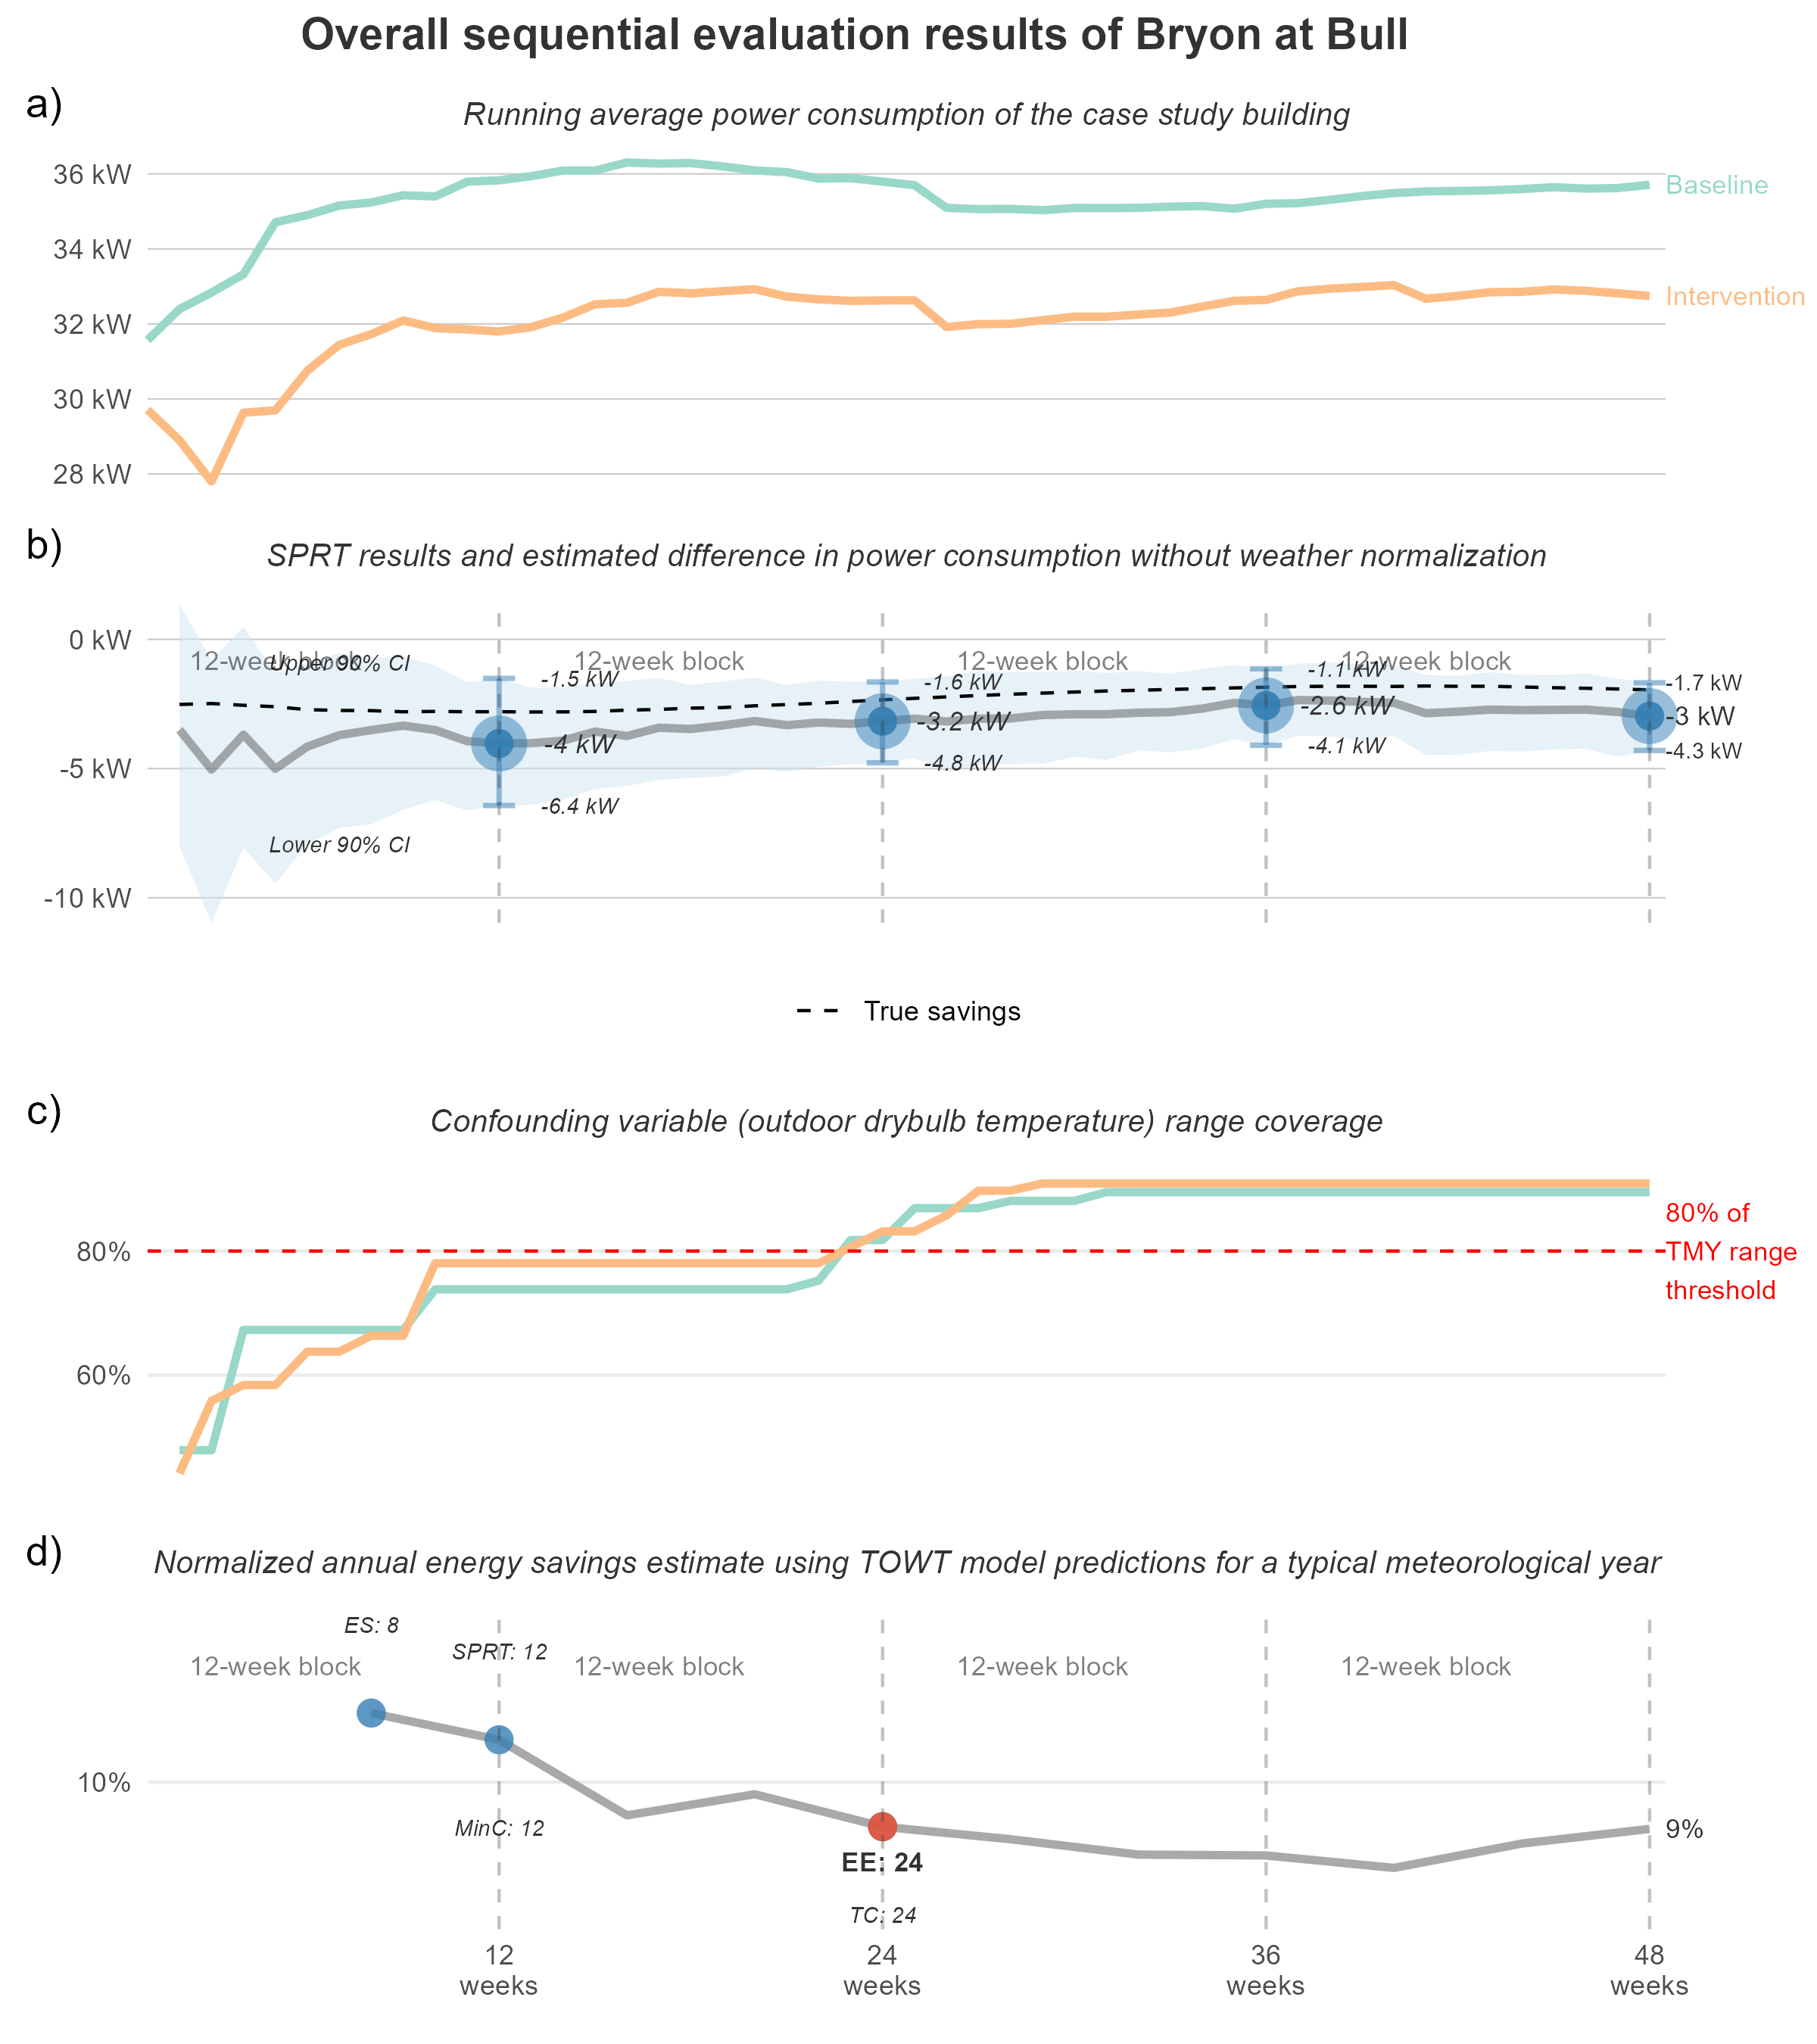 Overall sequential evaluation results of Bryon at Bull
a)
Running average power consumption of the case study building
36 kW
34 kW
32 kW
30 kW
28 kW
Baseline
Intervention
b)
SPRT results and estimated difference in power consumption without weather normalization
0 kW
-5 kW
-10 kW
12-week block
12-week block
12-week block
12-week block
Upper 90% CI
Lower 90% CI
-1.5 kW
-4 kW
-6.4 kW
-1.6 kW
-3.2 kW
-4.8 kW
-1.1 kW
-2.6 kW
-4.1 kW
-1.7 kW
-3 kW
-4.3 kW
True savings
c)
Confounding variable (outdoor drybulb temperature) range coverage
80%
60%
80% of
TMY range
threshold
d)
Normalized annual energy savings estimate using TOWT model predictions for a typical meteorological year
ES: 8
SPRT: 12
12-week block
12-week block
12-week block
12-week block
10%
MinC: 12
EE: 24
TC: 24
9%
12
weeks
24
weeks
36
weeks
48
weeks